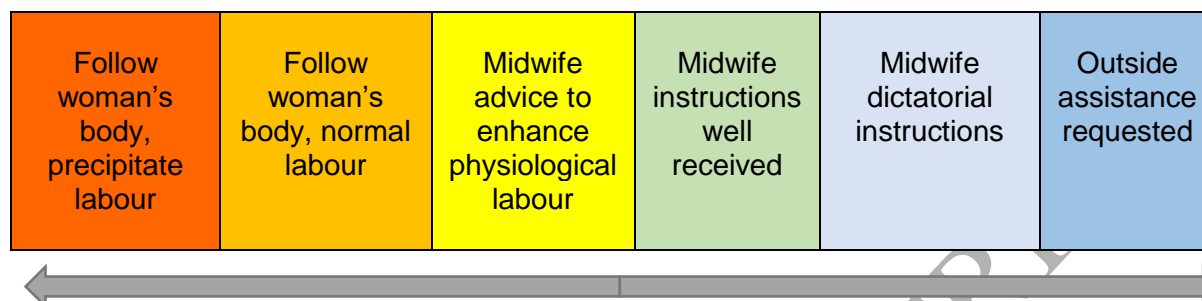 Follow
woman's
body,
precipitate
labour
Follow
woman's
body, normal
labour
Midwife
advice to
enhance
physiological
labour
Midwife
instructions
well
received
Midwife
dictatorial
instructions
Outside
assistance
requested